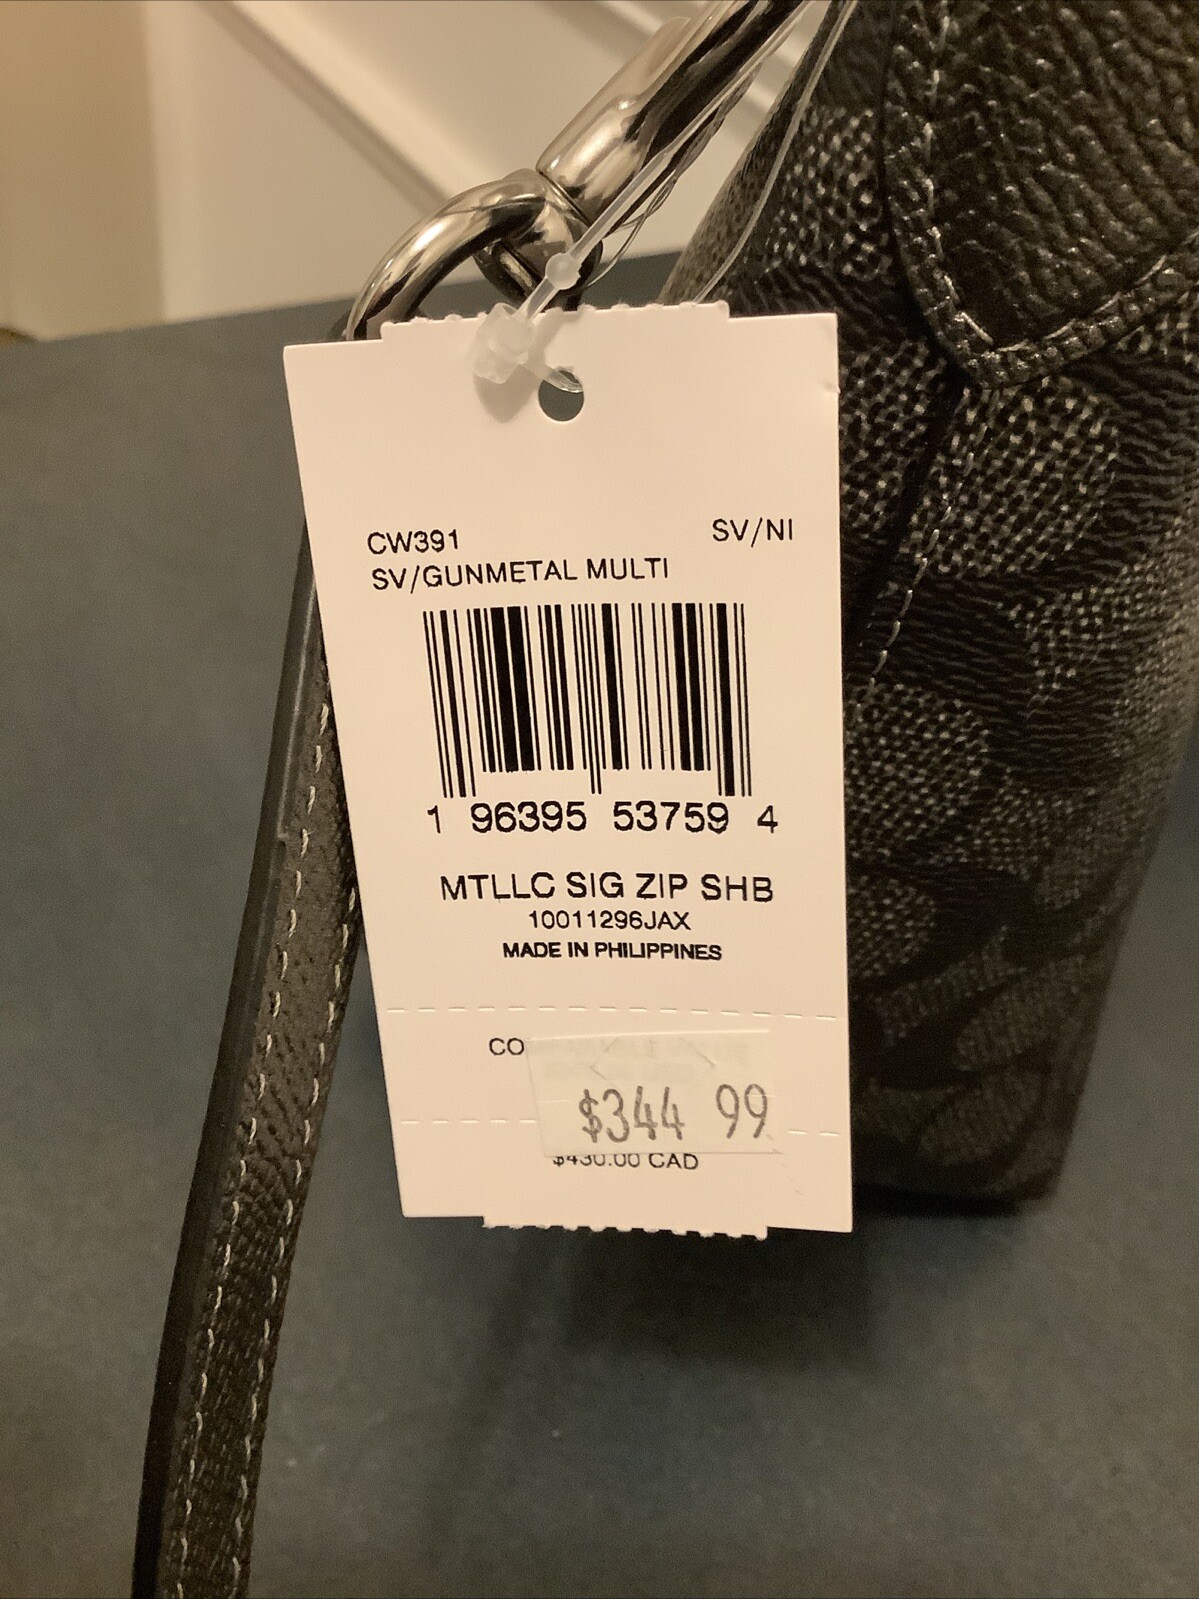 CW391 SV/NI
SV/GUNMETAL MULTI
1 96395 53759 4
MTLLC SIG ZIP SHB
10011296JAX
MADE IN PHILIPPINES
CO
$344 99
$430.00 CAD